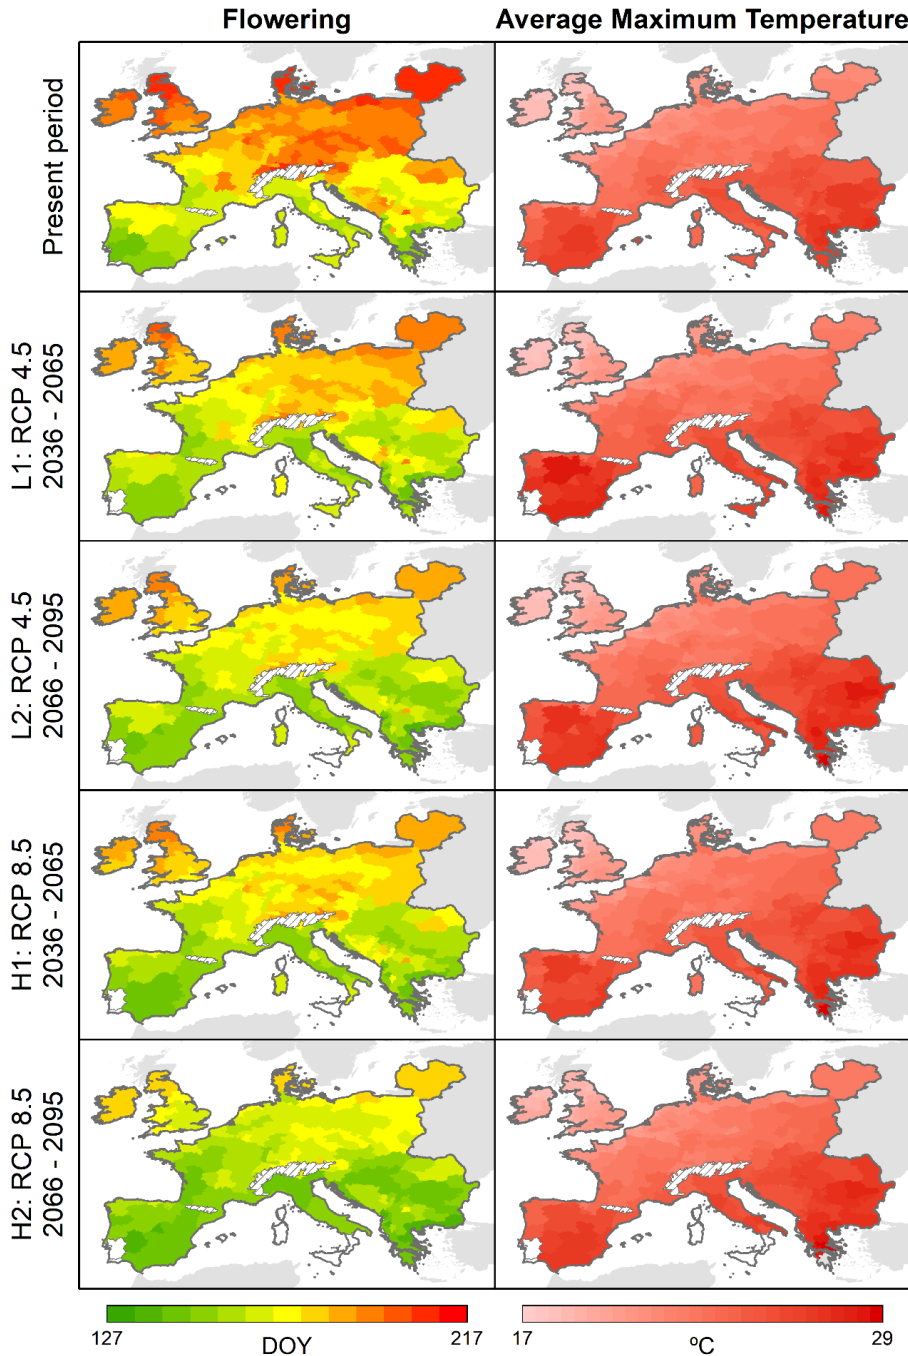 Flowering
Average Maximum Temperature
Present period
L1: RCP 4.5
2036 - 2065
L2: RCP 4.5
2066 - 2095
H1: RCP 8.5
2036 - 2065
H2: RCP 8.5
2066 - 2095
127
DOY
217
17
ºC
29